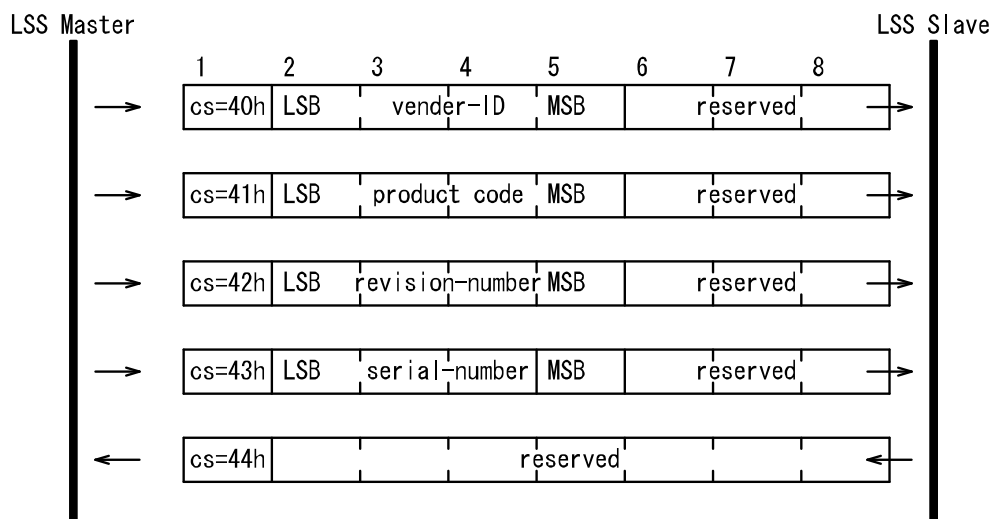 LSS Master LSS Slave
1 2 3 4 5 6 7 8
cs=40h LSB vender-ID MSB reserved
cs=41h LSB product code MSB reserved
cs=42h LSB revision-number MSB reserved
cs=43h LSB serial-number MSB reserved
cs=44h reserved